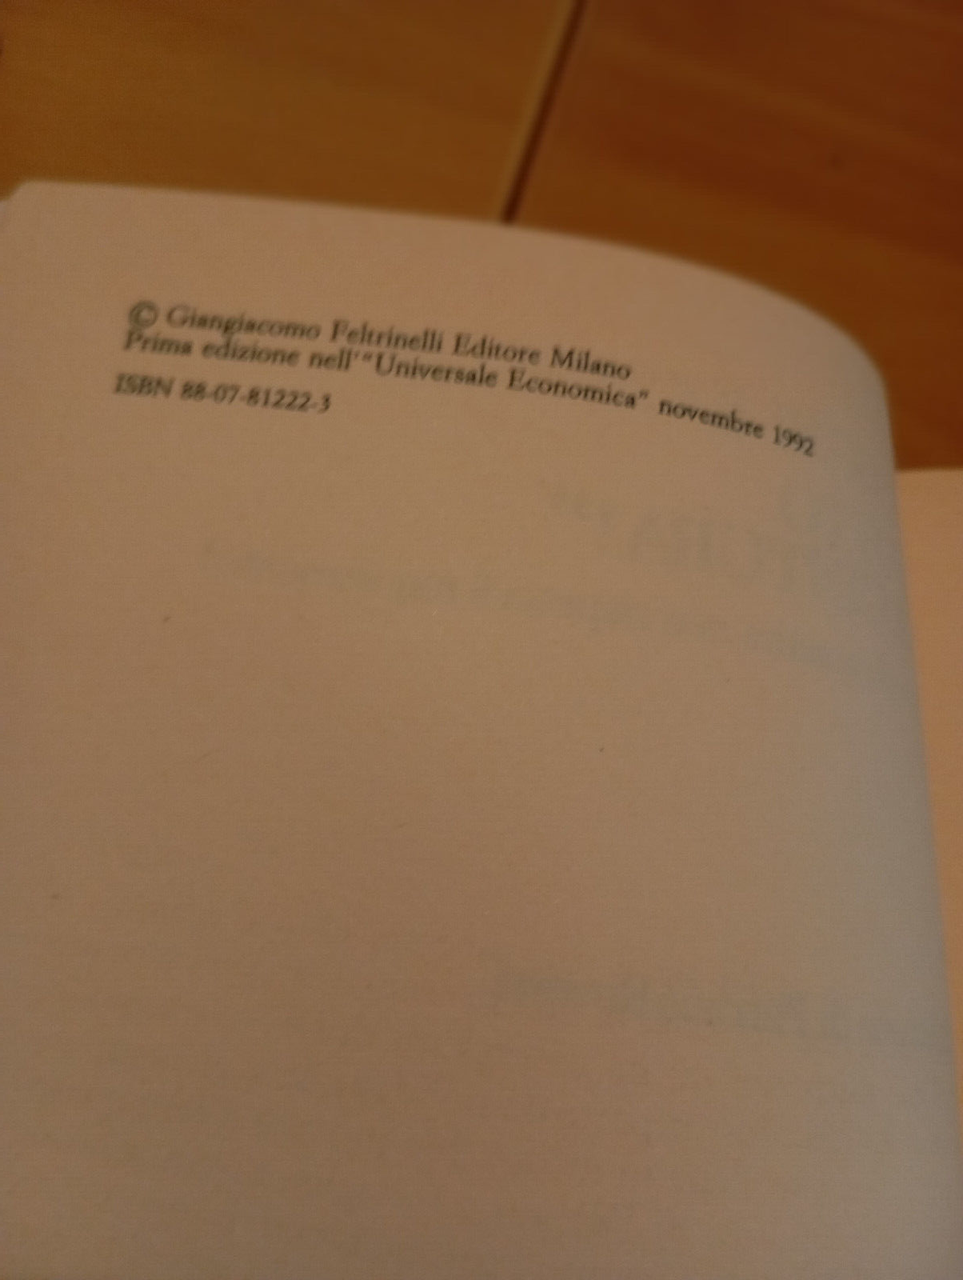 © Giangiacomo Feltrinelli Editore Milano
Prima edizione nell'"Universale Economica" novembre 1992
ISBN 88-07-81222-3